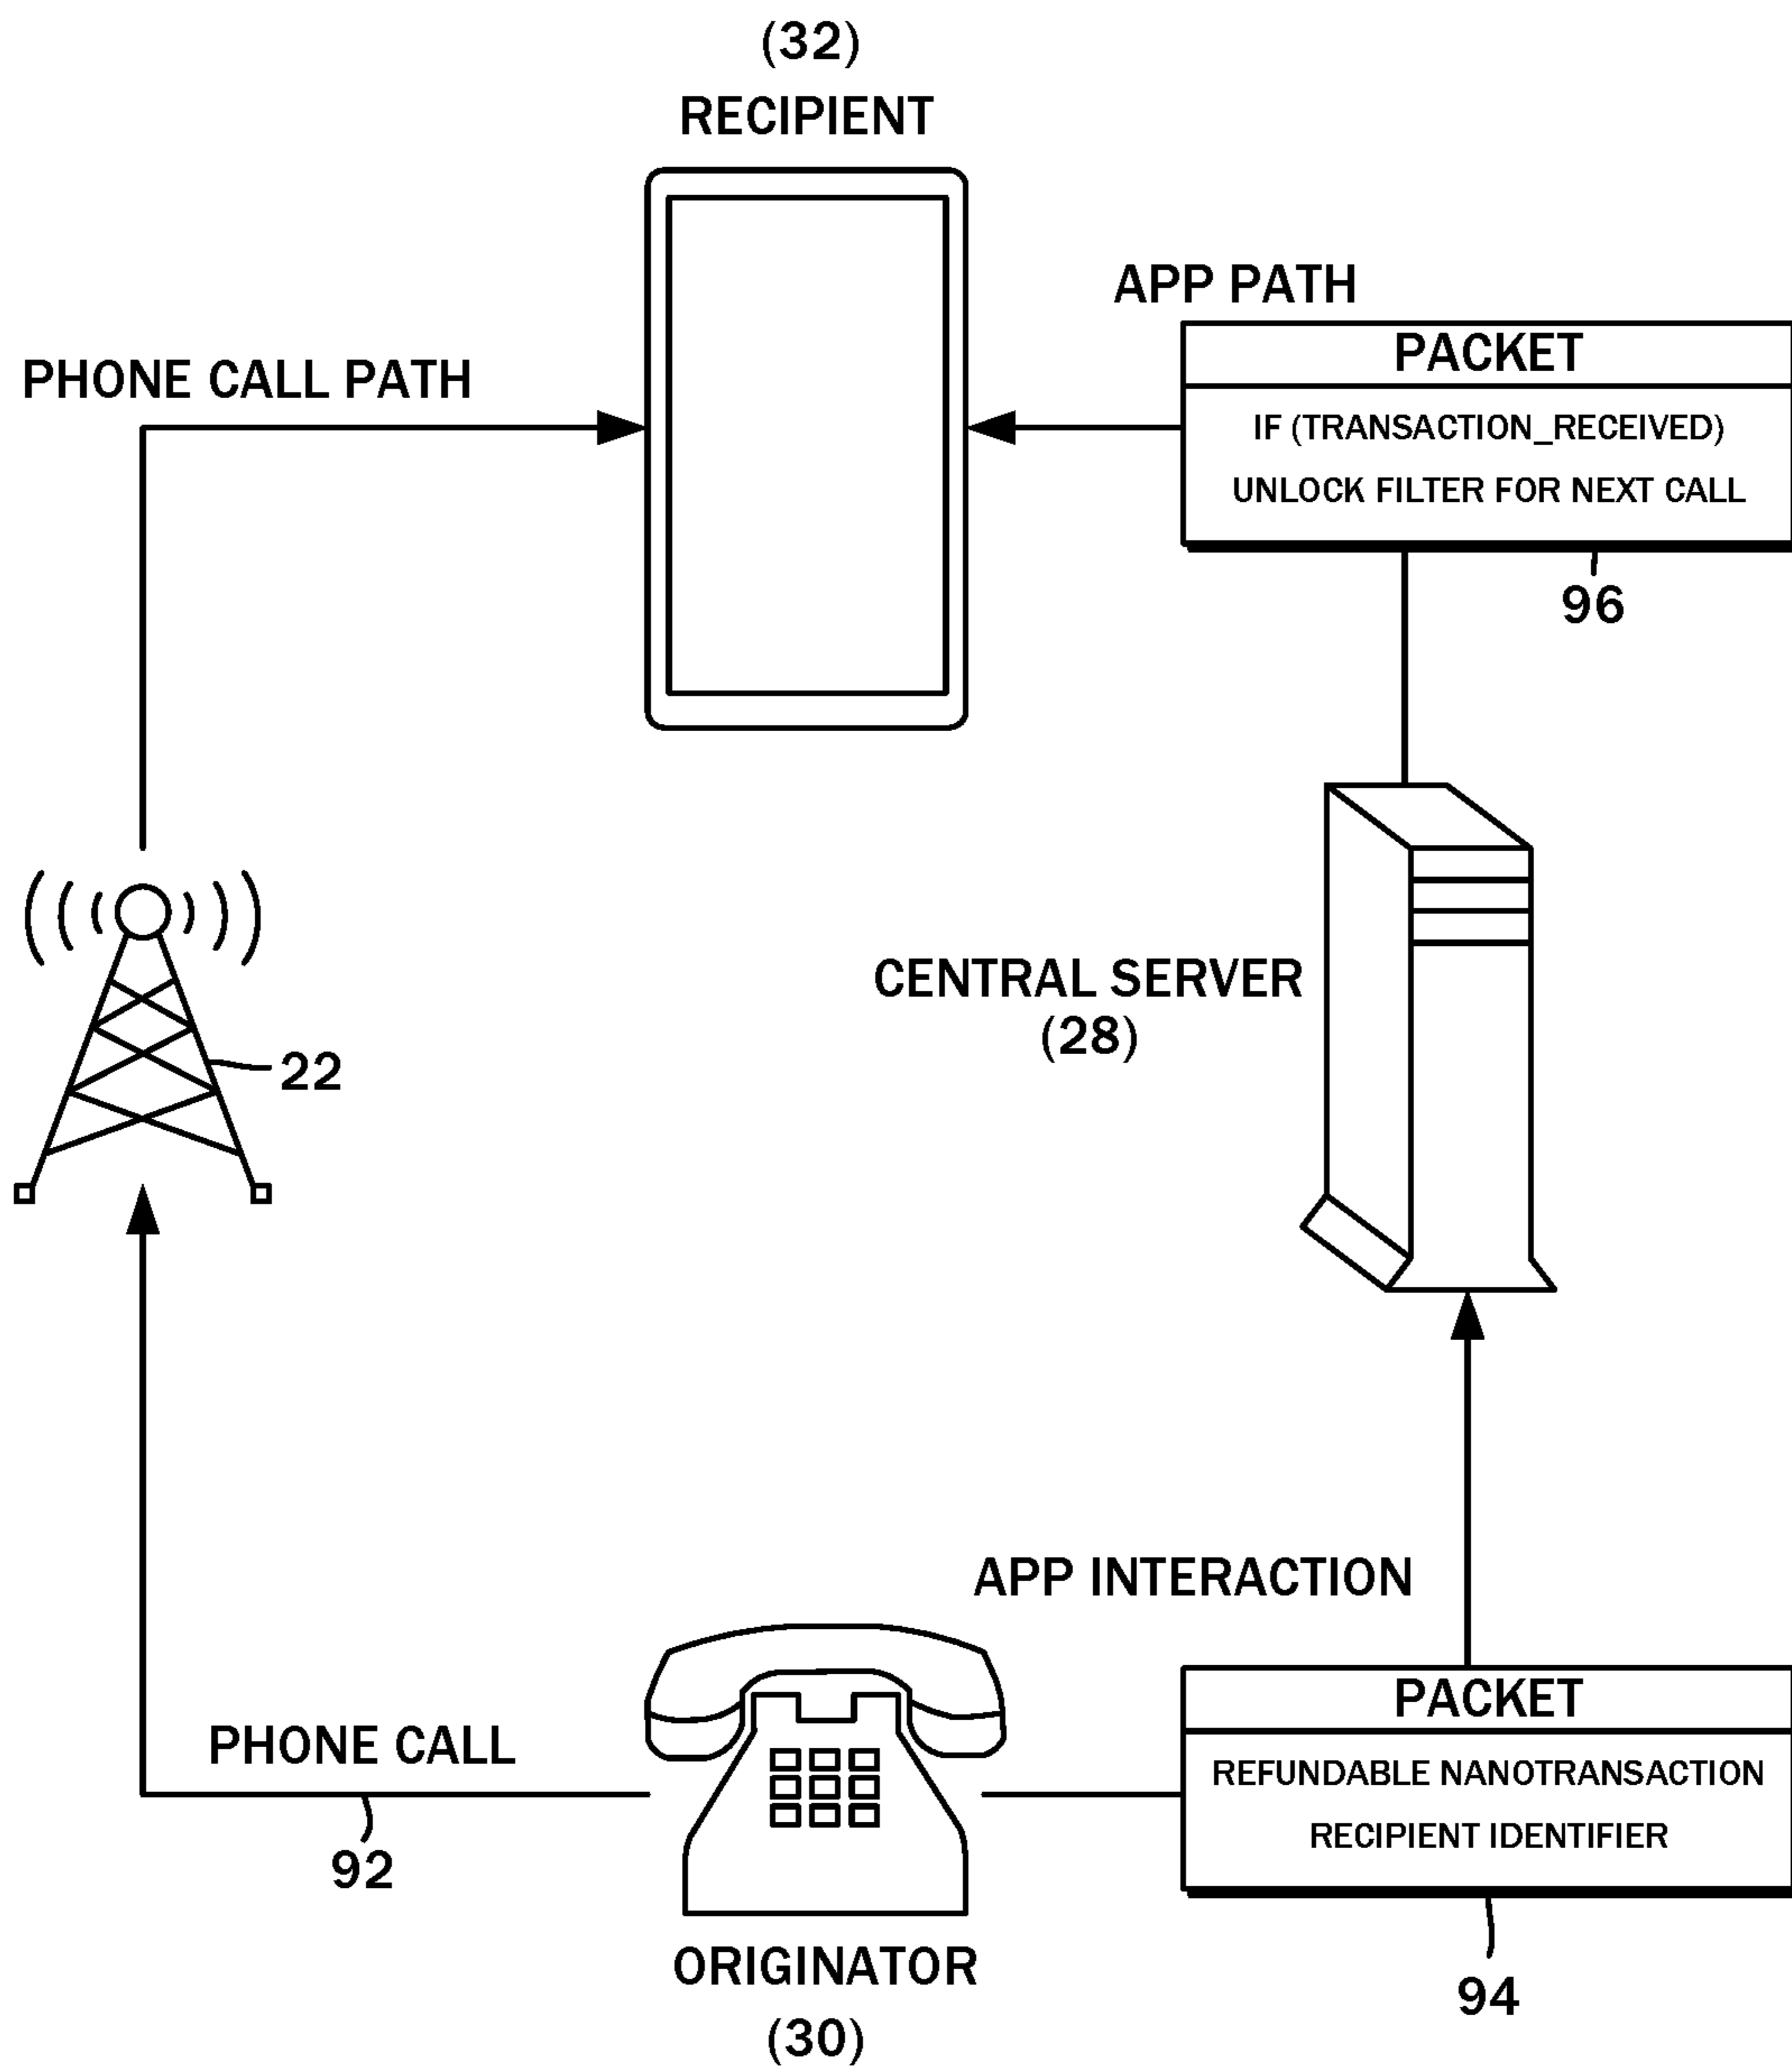 (32)
RECIPIENT
APP PATH
PACKET
IF (TRANSACTION_RECEIVED)
UNLOCK FILTER FOR NEXT CALL
96
PHONE CALL PATH
22
CENTRAL SERVER
(28)
APP INTERACTION
PACKET
REFUNDABLE NANOTRANSACTION
RECIPIENT IDENTIFIER
94
PHONE CALL
92
ORIGINATOR
(30)